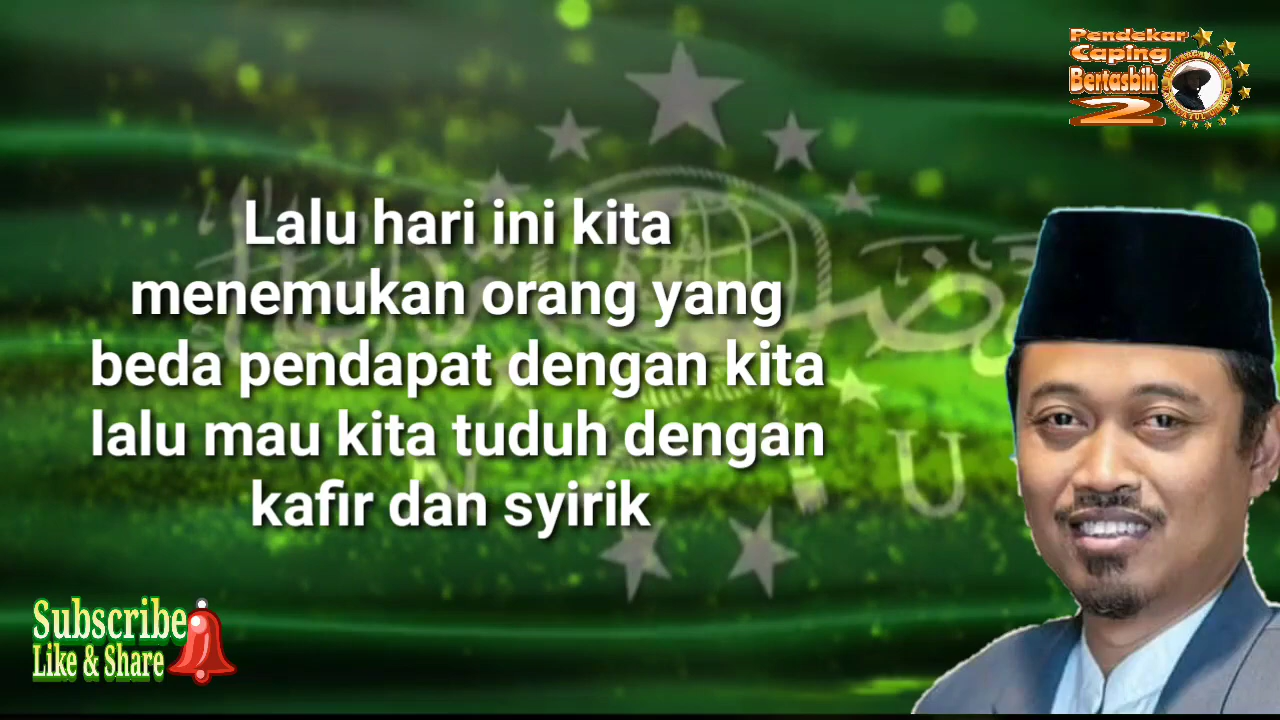 Pendekar
Caping
Bertasbih
2
Lalu hari ini kita
menemukan orang yang
beda pendapat dengan kita
lalu mau kita tuduh dengan
kafir dan syirik
N U
Subscribe
Like & Share